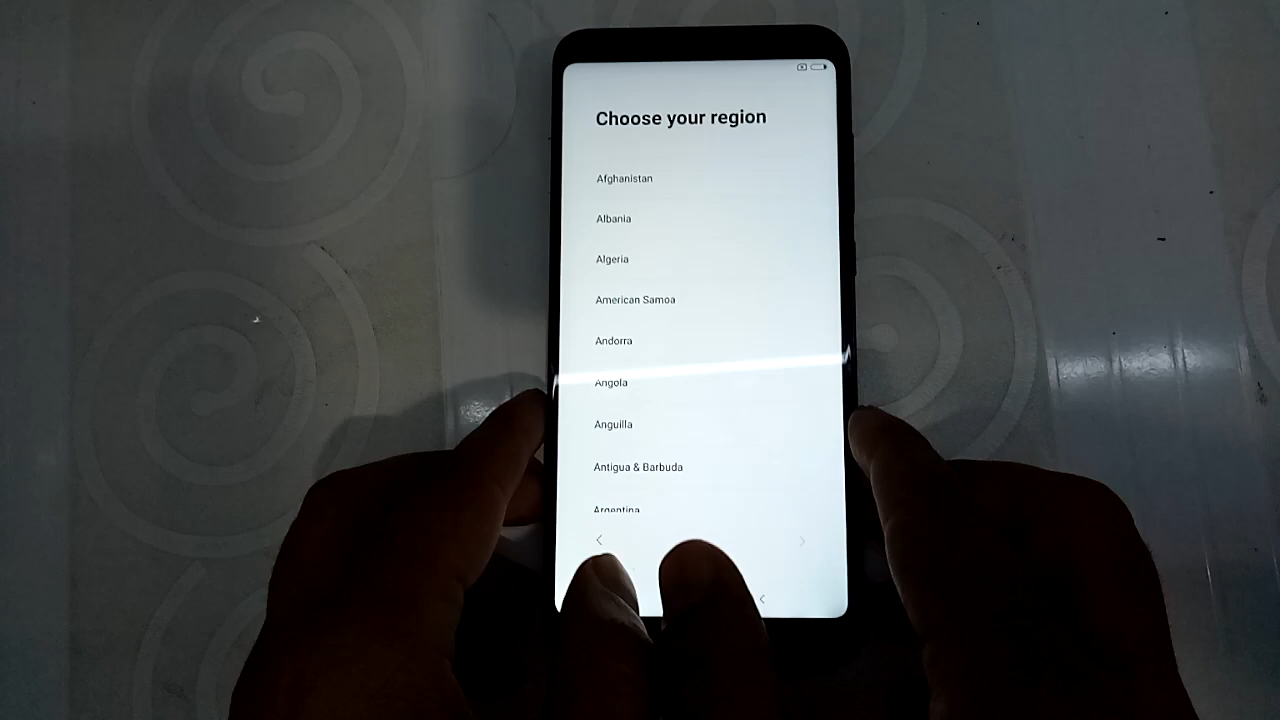 Choose your region
Afghanistan
Albania
Algeria
American Samoa
Andorra
Angola
Anguilla
Antigua & Barbuda
Argentina